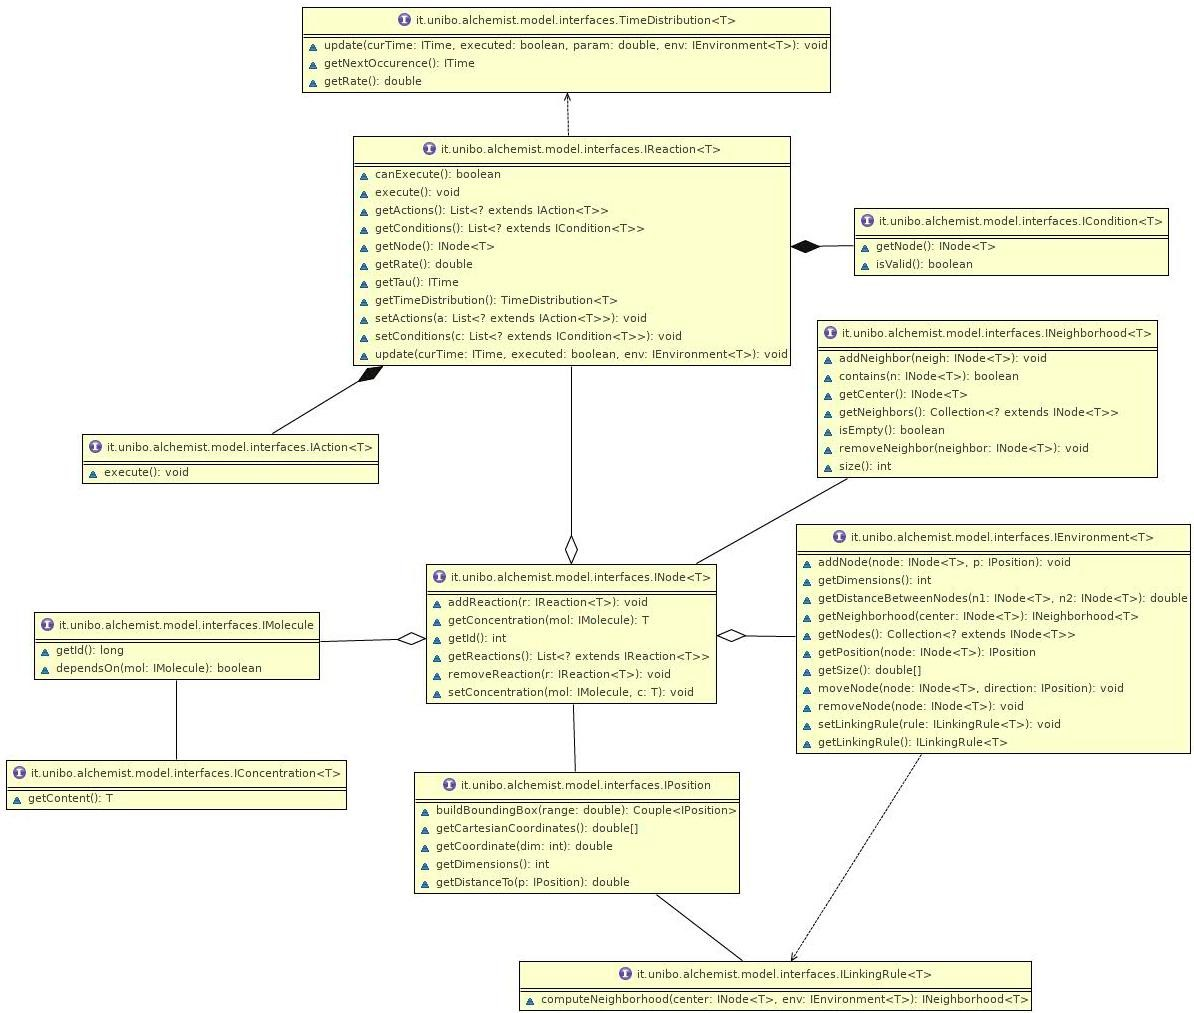 it.unibo.alchemist.model.interfaces.TimeDistribution<T>
update(curTime: ITime, executed: boolean, param: double, env: IEnvironment<T>): void
getNextOccurence(): ITime
getRate(): double
it.unibo.alchemist.model.interfaces.IReaction<T>
canExecute(): boolean
execute(): void
getActions(): List<? extends IAction<T>>
getConditions(): List<? extends ICondition<T>>
getNode(): INode<T>
getRate(): double
getTau(): ITime
getTimeDistribution(): TimeDistribution<T>
setActions(a: List<? extends IAction<T>>): void
setConditions(c: List<? extends ICondition<T>>): void
update(curTime: ITime, executed: boolean, env: IEnvironment<T>): void
it.unibo.alchemist.model.interfaces.ICondition<T>
getNode(): INode<T>
isValid(): boolean
it.unibo.alchemist.model.interfaces.INeighborhood<T>
addNeighbor(neigh: INode<T>): void
contains(n: INode<T>): boolean
getCenter(): INode<T>
getNeighbors(): Collection<? extends INode<T>>
isEmpty(): boolean
removeNeighbor(neighbor: INode<T>): void
size(): int
it.unibo.alchemist.model.interfaces.IAction<T>
execute(): void
it.unibo.alchemist.model.interfaces.IEnvironment<T>
addNode(node: INode<T>, p: IPosition): void
getDimensions(): int
getDistanceBetweenNodes(n1: INode<T>, n2: INode<T>): double
getNeighborhood(center: INode<T>): INeighborhood<T>
getNodes(): Collection<? extends INode<T>>
getPosition(node: INode<T>): IPosition
getSize(): double[]
moveNode(node: INode<T>, direction: IPosition): void
removeNode(node: INode<T>): void
setLinkingRule(rule: ILinkingRule<T>): void
getLinkingRule(): ILinkingRule<T>
it.unibo.alchemist.model.interfaces.INode<T>
addReaction(r: IReaction<T>): void
getConcentration(mol: IMolecule): T
getId(): int
getReactions(): List<? extends IReaction<T>>
removeReaction(r: IReaction<T>): void
setConcentration(mol: IMolecule, c: T): void
it.unibo.alchemist.model.interfaces.IMolecule
getId(): long
dependsOn(mol: IMolecule): boolean
it.unibo.alchemist.model.interfaces.IConcentration<T>
getContent(): T
it.unibo.alchemist.model.interfaces.IPosition
buildBoundingBox(range: double): Couple<IPosition>
getCartesianCoordinates(): double[]
getCoordinate(dim: int): double
getDimensions(): int
getDistanceTo(p: IPosition): double
it.unibo.alchemist.model.interfaces.ILinkingRule<T>
computeNeighborhood(center: INode<T>, env: IEnvironment<T>): INeighborhood<T>